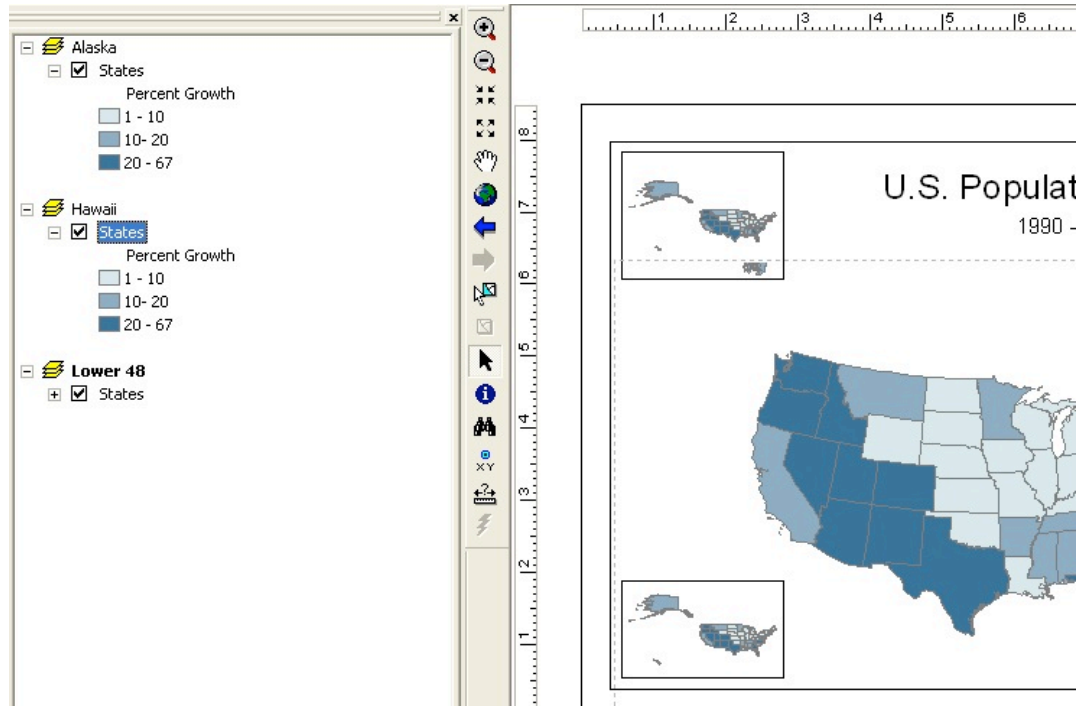 Alaska
States
Percent Growth
1 - 10
10- 20
20 - 67
Hawaii
States
Percent Growth
1 - 10
10- 20
20 - 67
Lower 48
States
XY
?
1 2 3 4 5 6
8
7
6
5
4
3
2
1
U.S. Populat
1990 -